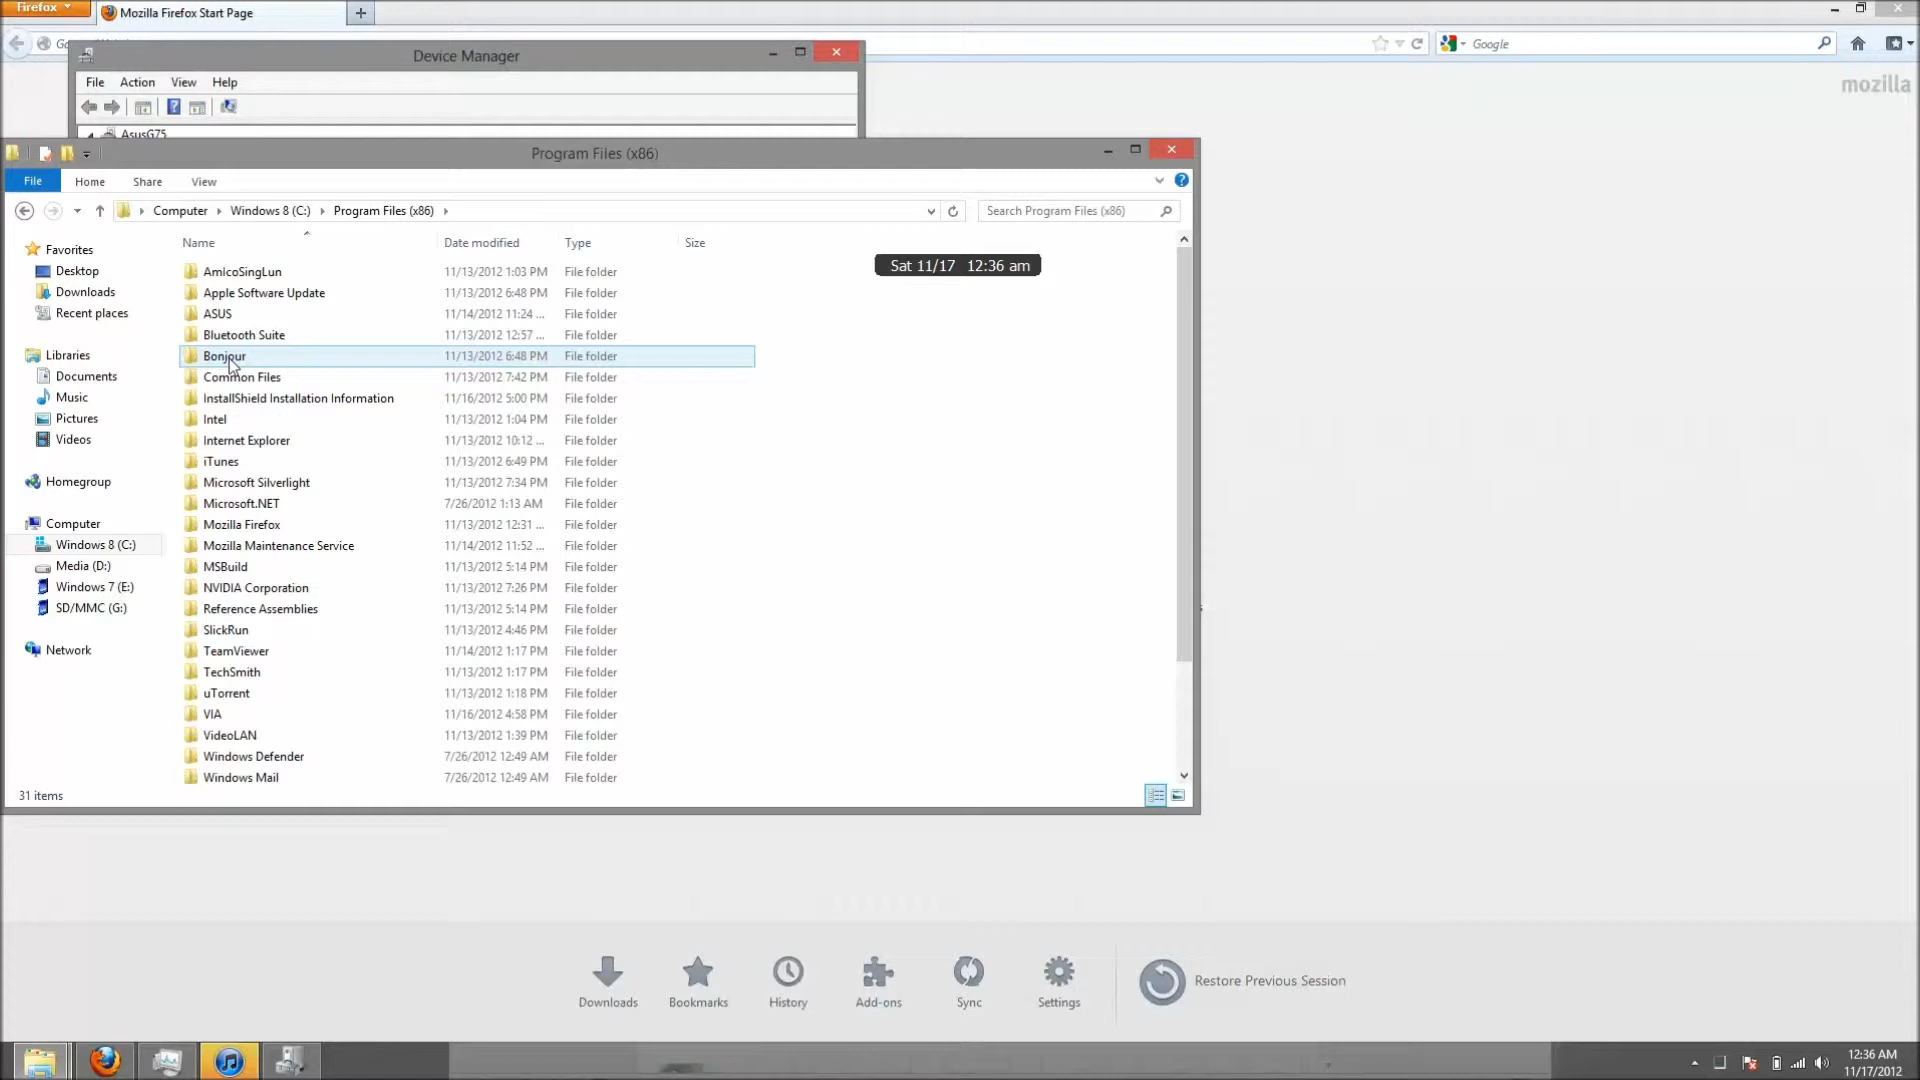 Firefox
Mozilla Firefox Start Page
Google
mozilla
Device Manager
File Action View Help
AsusG75
Program Files (x86)
File Home Share View
Computer Windows 8 (C:) Program Files (x86)
Search Program Files (x86)
Name Date modified Type Size
Sat 11/17 12:36 am
Favorites
Desktop
Downloads
Recent places
Libraries
Documents
Music
Pictures
Videos
Homegroup
Computer
Windows 8 (C:)
Media (D:)
Windows 7 (E:)
SD/MMC (G:)
Network
AmicoSingLun 11/13/2012 1:03 PM File folder
Apple Software Update 11/13/2012 6:48 PM File folder
ASUS 11/14/2012 11:24 ... File folder
Bluetooth Suite 11/13/2012 12:57 ... File folder
Bonjour 11/13/2012 6:48 PM File folder
Common Files 11/13/2012 7:42 PM File folder
InstallShield Installation Information 11/16/2012 5:00 PM File folder
Intel 11/13/2012 1:04 PM File folder
Internet Explorer 11/13/2012 10:12 ... File folder
iTunes 11/13/2012 6:49 PM File folder
Microsoft Silverlight 11/13/2012 7:34 PM File folder
Microsoft.NET 7/26/2012 1:13 AM File folder
Mozilla Firefox 11/13/2012 12:31 ... File folder
Mozilla Maintenance Service 11/14/2012 11:52 ... File folder
MSBuild 11/13/2012 5:14 PM File folder
NVIDIA Corporation 11/13/2012 7:26 PM File folder
Reference Assemblies 11/13/2012 5:14 PM File folder
SlickRun 11/13/2012 4:46 PM File folder
TeamViewer 11/14/2012 1:17 PM File folder
TechSmith 11/13/2012 1:17 PM File folder
uTorrent 11/13/2012 1:18 PM File folder
VIA 11/16/2012 4:58 PM File folder
VideoLAN 11/13/2012 1:39 PM File folder
Windows Defender 7/26/2012 12:49 AM File folder
Windows Mail 7/26/2012 12:49 AM File folder
31 items
Downloads Bookmarks History Add-ons Sync Settings Restore Previous Session
12:36 AM
11/17/2012